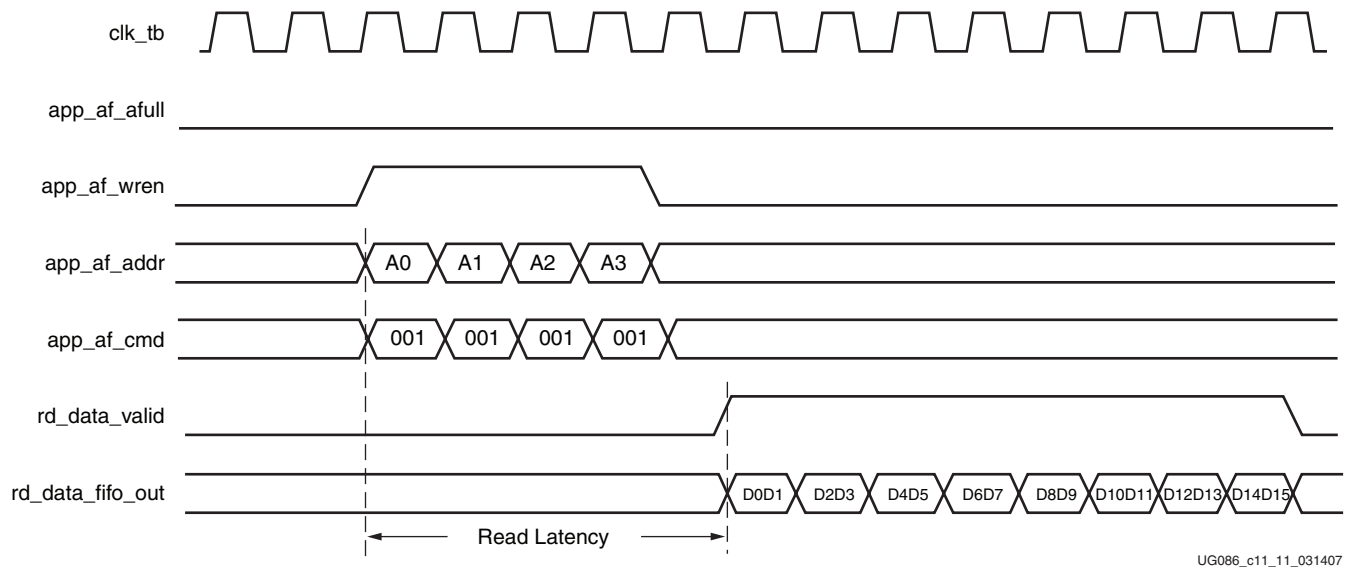 clk_tb
app_af_afull
app_af_wren
app_af_addr A0 A1 A2 A3
app_af_cmd 001 001 001 001
rd_data_valid
rd_data_fifo_out D0D1 D2D3 D4D5 D6D7 D8D9 D10D11 D12D13 D14D15
Read Latency
UG086_c11_11_031407